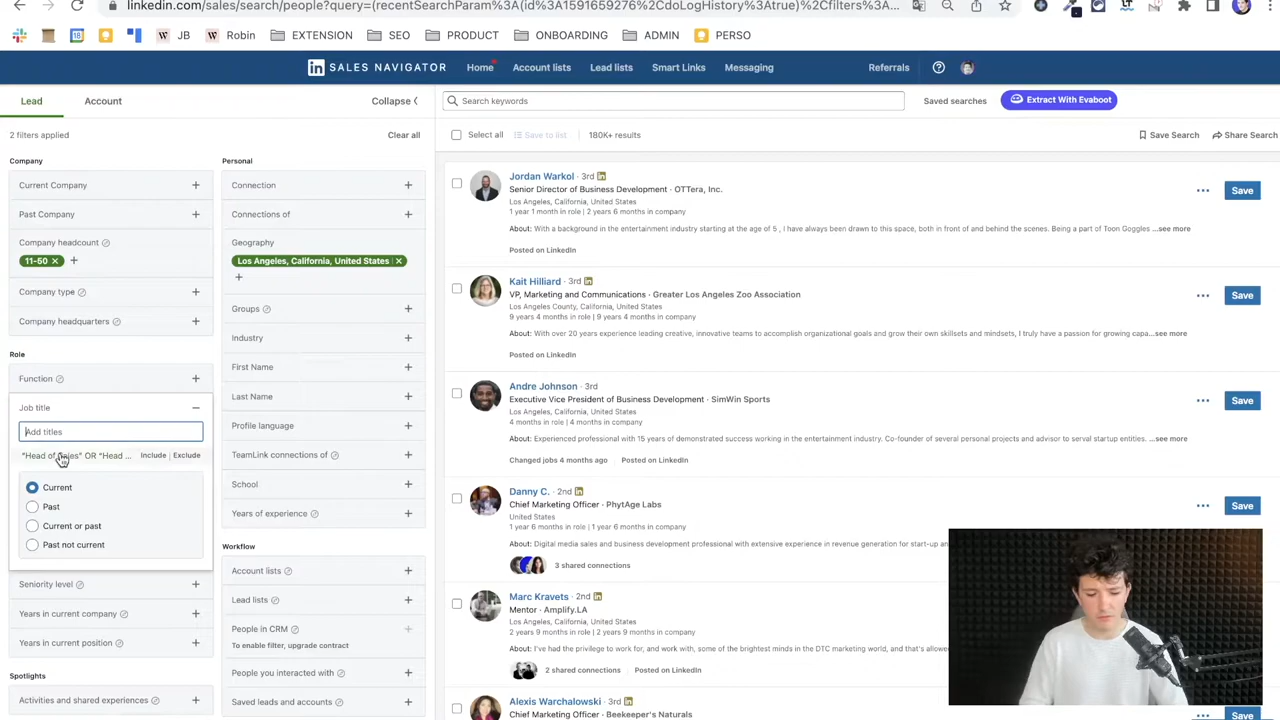 linkedin.com/sales/search/people?query=(recentSearchParam%3A(id%3A1591659276%2CdoLogHistory%3Atrue)%2Cfilters%3A...
JB
Robin
EXTENSION
SEO
PRODUCT
ONBOARDING
ADMIN
PERSO
in SALES NAVIGATOR
Home
Account lists
Lead lists
Smart Links
Messaging
Referrals
Lead
Account
Collapse
Search keywords
Saved searches
Extract With Evaboot
2 filters applied
Clear all
Select all
Save to list
180K+ results
Save Search
Share Search
Company
Current Company
Past Company
Company headcount
11-50
Company type
Company headquarters
Role
Function
Job title
Add titles
"Head of Sales" OR "Head ...
Include | Exclude
Current
Past
Current or past
Past not current
Seniority level
Years in current company
Years in current position
Spotlights
Activities and shared experiences
Personal
Connection
Connections of
Geography
Los Angeles, California, United States
Groups
Industry
First Name
Last Name
Profile language
TeamLink connections of
School
Years of experience
Workflow
Account lists
Lead lists
People in CRM
To enable filter, upgrade contract
People you interacted with
Saved leads and accounts
Jordan Warkol · 3rd
Senior Director of Business Development · OTTera, Inc.
Los Angeles, California, United States
1 year 1 month in role | 2 years 6 months in company
About: With a background in the entertainment industry starting at the age of 5 , I have always been drawn to this space, both in front of and behind the scenes. Being a part of Toon Goggles ...see more
Posted on LinkedIn
Save
Kait Hilliard · 3rd
VP, Marketing and Communications · Greater Los Angeles Zoo Association
Los Angeles County, California, United States
9 years 4 months in role | 9 years 4 months in company
About: With over 20 years experience leading creative, innovative teams to accomplish organizational goals and grow their own skillsets and mindsets, I truly have a passion for growing capa...see more
Posted on LinkedIn
Save
Andre Johnson · 3rd
Executive Vice President of Business Development · SimWin Sports
Los Angeles, California, United States
4 months in role | 4 months in company
About: Experienced professional with 15 years of demonstrated success working in the entertainment industry. Co-founder of several personal projects and advisor to serval startup entities. ...see more
Changed jobs 4 months ago
Posted on LinkedIn
Save
Danny C. · 2nd
Chief Marketing Officer · PhytAge Labs
United States
1 year 6 months in role | 1 year 6 months in company
About: Digital media sales and business development professional with extensive experience in revenue generation for start-up an
3 shared connections
Save
Marc Kravets · 2nd
Mentor · Amplify.LA
Los Angeles, California, United States
2 years 9 months in role | 2 years 9 months in company
About: I've had the privilege to work for, and work with, some of the brightest minds in the DTC marketing world, and that's allowe
2 shared connections
Posted on LinkedIn
Alexis Warchalowski · 3rd
Chief Marketing Officer · Beekeeper's Naturals
Save